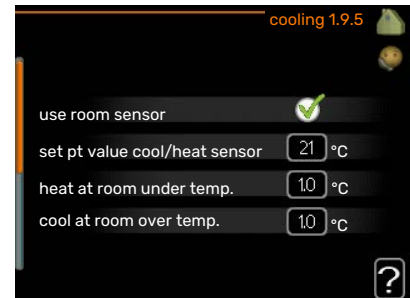 cooling 1.9.5
use room sensor
set pt value cool/heat sensor 21 °C
heat at room under temp. 1.0 °C
cool at room over temp. 1.0 °C
?